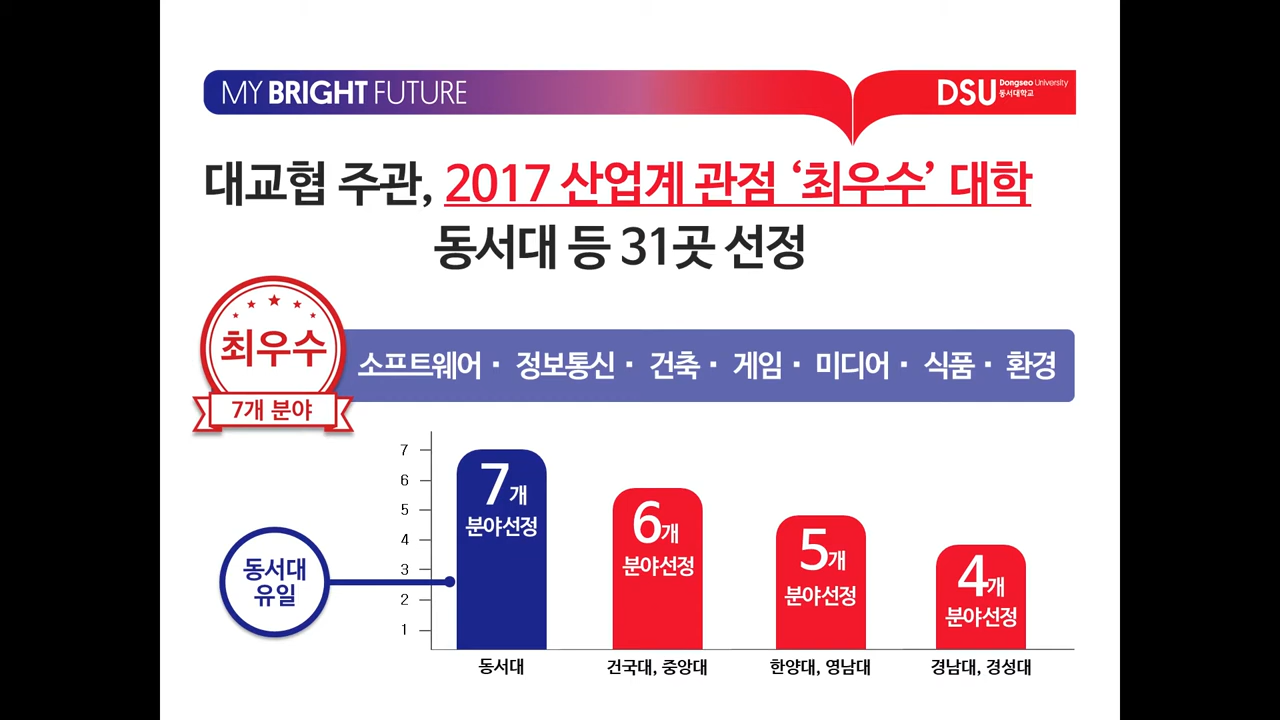 MY BRIGHT FUTURE
DSU Dongseo University
동서대학교
대교협 주관, 2017 산업계 관점 ‘최우수’ 대학
동서대 등 31곳 선정
최우수
7개 분야
소프트웨어 · 정보통신 · 건축 · 게임 · 미디어 · 식품 · 환경
7
6
5
4
3
2
1
동서대
유일
7개
분야선정
6개
분야선정
5개
분야선정
4개
분야선정
동서대
건국대, 중앙대
한양대, 영남대
경남대, 경성대